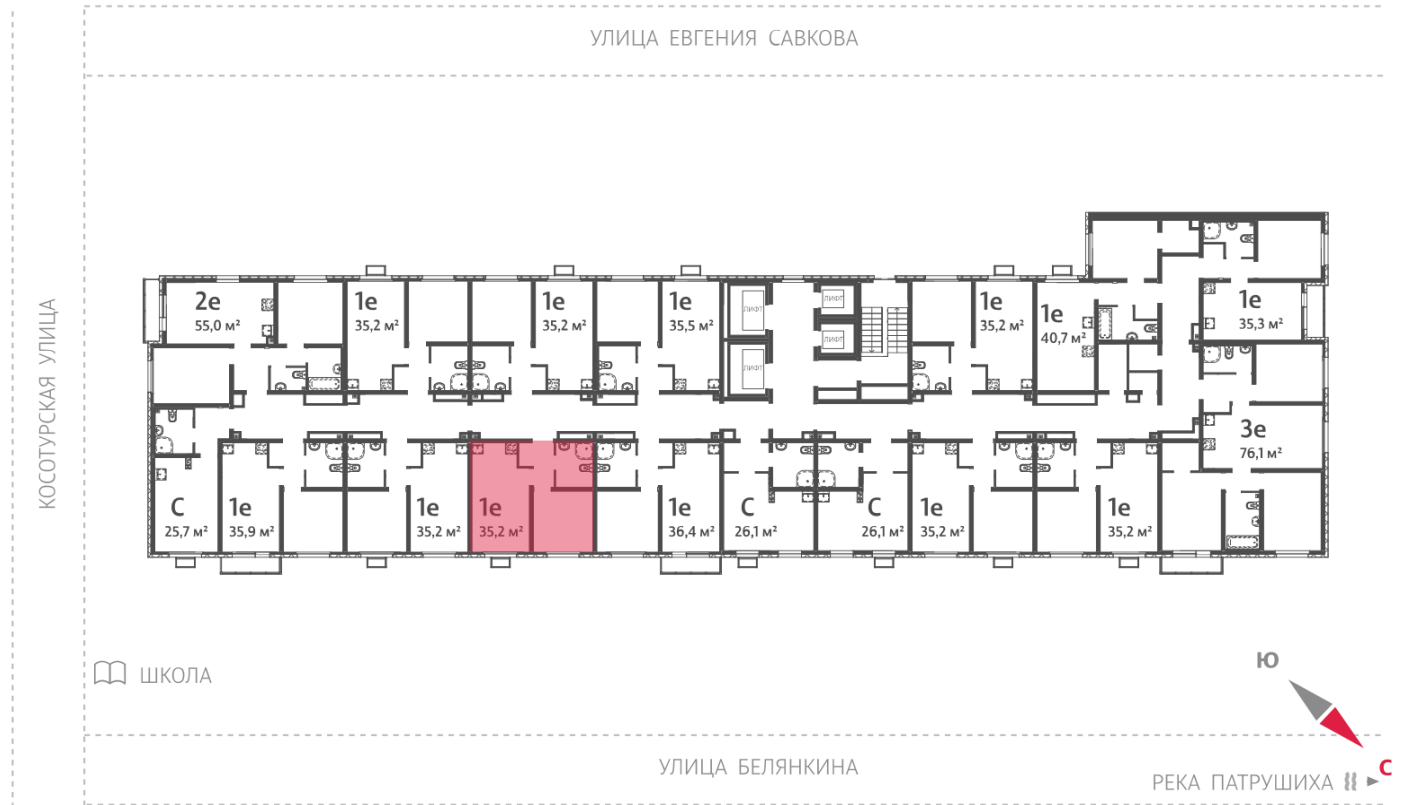 УЛИЦА ЕВГЕНИЯ САВКОВА
КОСОТУРСКАЯ УЛИЦА
2е
55,0 м²
1е
35,2 м²
1е
35,2 м²
1е
35,5 м²
ЛИФТ
ЛИФТ
ЛИФТ
ЛИФТ
1е
35,2 м²
1е
40,7 м²
1е
35,3 м²
3е
76,1 м²
С
25,7 м²
1е
35,9 м²
1е
35,2 м²
1е
35,2 м²
1е
36,4 м²
С
26,1 м²
С
26,1 м²
1е
35,2 м²
1е
35,2 м²
ШКОЛА
Ю
С
УЛИЦА БЕЛЯНКИНА
РЕКА ПАТРУШИХА